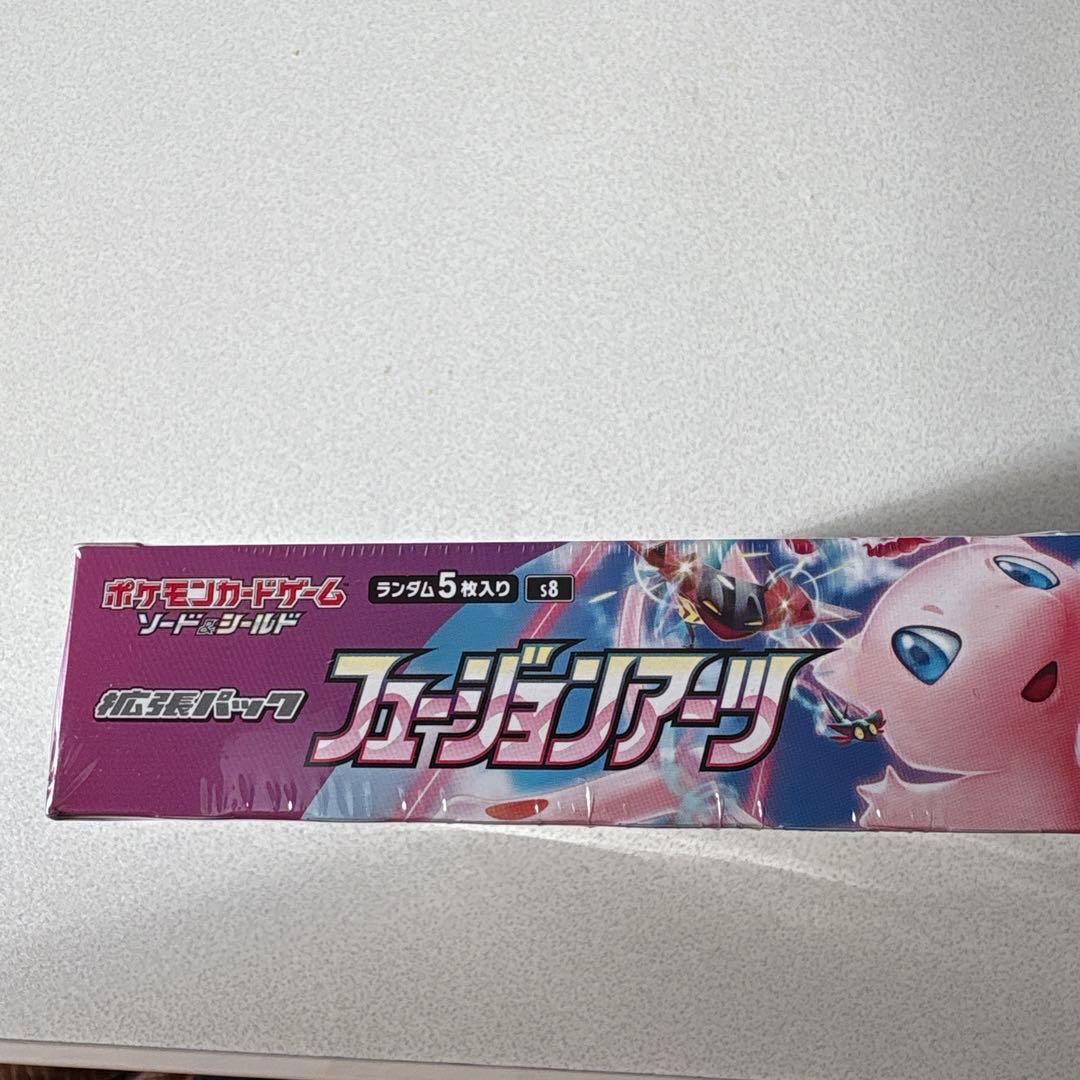 ポケモンカードゲーム
ソード&シールド
ランダム5枚入り S8
拡張パック
フュージョンアーツ